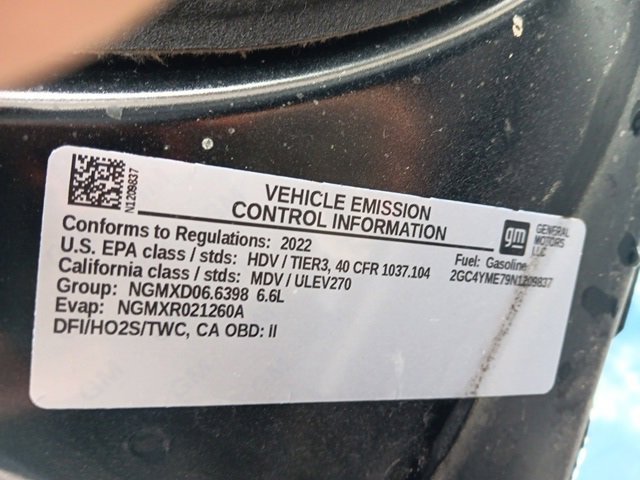 N1209837
VEHICLE EMISSION
CONTROL INFORMATION
gm
GENERAL
MOTORS
LLC
Conforms to Regulations: 2022
Fuel: Gasoline
U.S. EPA class / stds: HDV / TIER3, 40 CFR 1037.104
2GC4YME79N1209837
California class / stds: MDV / ULEV270
Group: NGMXD06.6398 6.6L
Evap: NGMXR021260A
DFI/HO2S/TWC, CA OBD: II